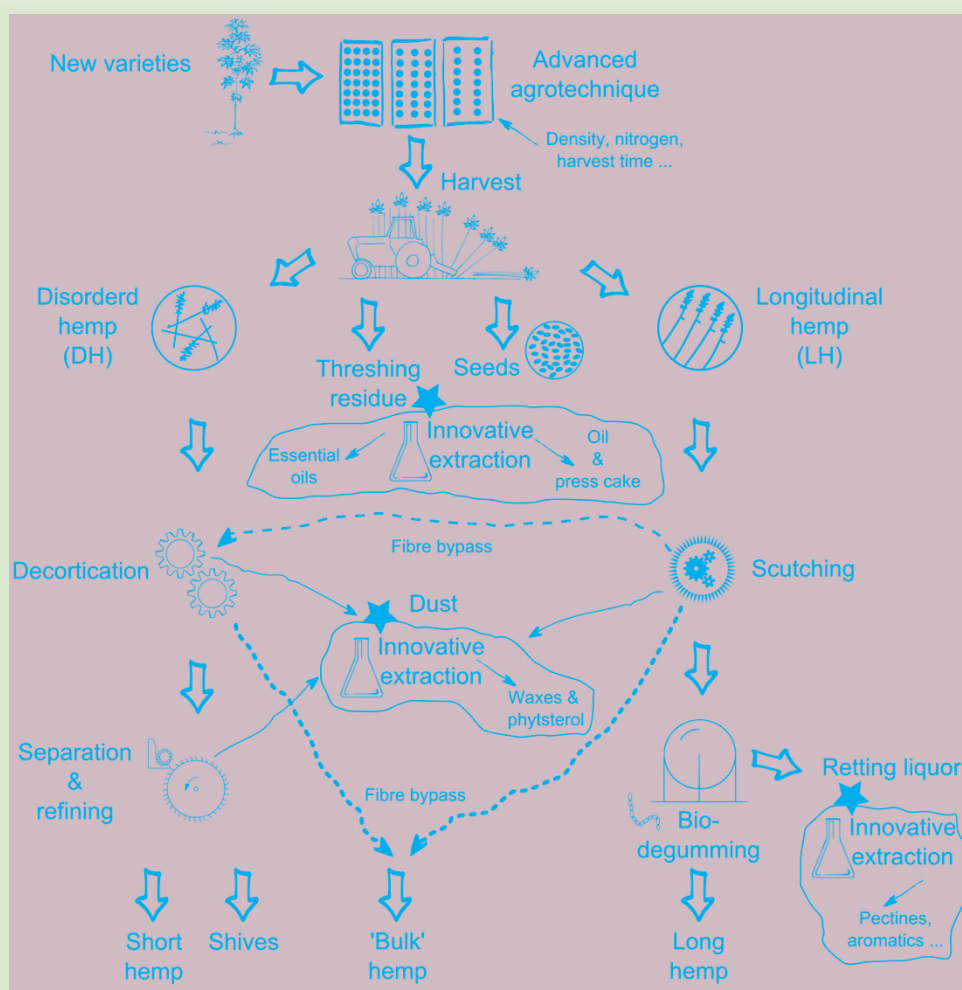 New varieties
Advanced
agrotechnique
Density, nitrogen,
harvest time ...
Harvest
Disorderd
hemp
(DH)
Longitudinal
hemp
(LH)
Threshing
residue
Seeds
Innovative
extraction
Essential
oils
Oil
&
press cake
Fibre bypass
Decortication
Scutching
Dust
Innovative
extraction
Waxes &
phytsterol
Separation
&
refining
Fibre bypass
Bio-
degumming
Retting liquor
Innovative
extraction
Pectines,
aromatics ...
Short
hemp
Shives
'Bulk'
hemp
Long
hemp